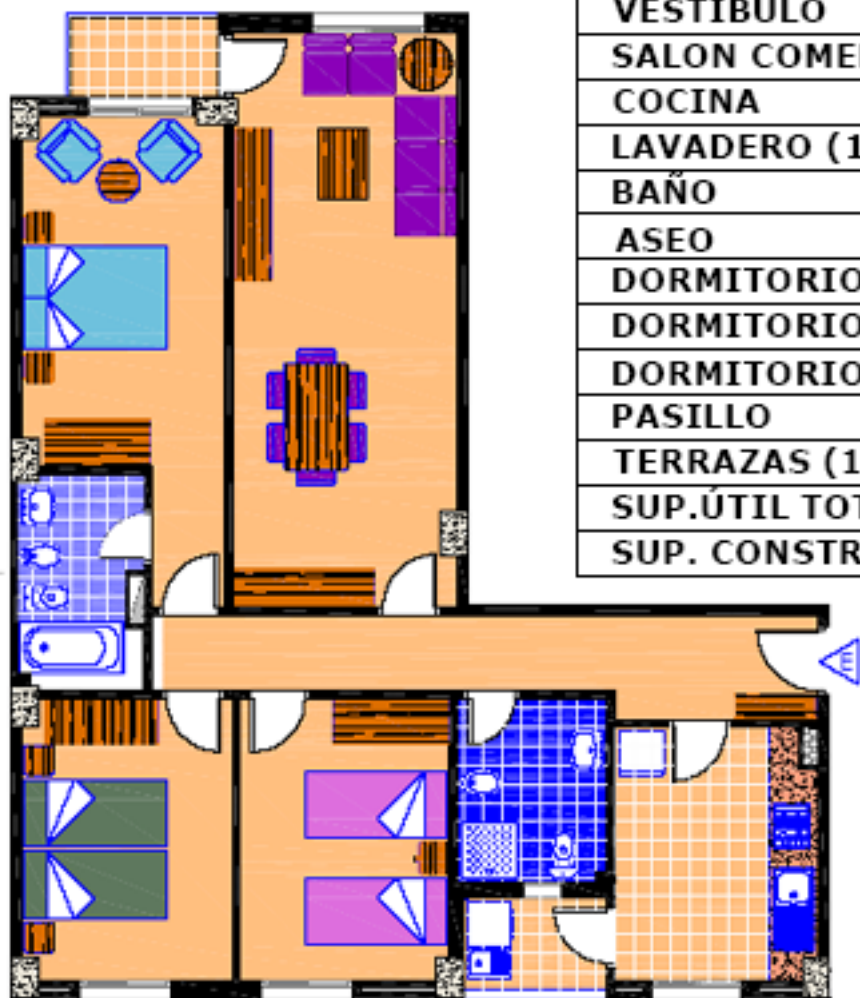 VESTIBULO
SALON COME
COCINA
LAVADERO (1
BAÑO
ASEO
DORMITORIO
DORMITORIO
DORMITORIO
PASILLO
TERRAZAS (1
SUP.ÚTIL TOT
SUP. CONSTR
E